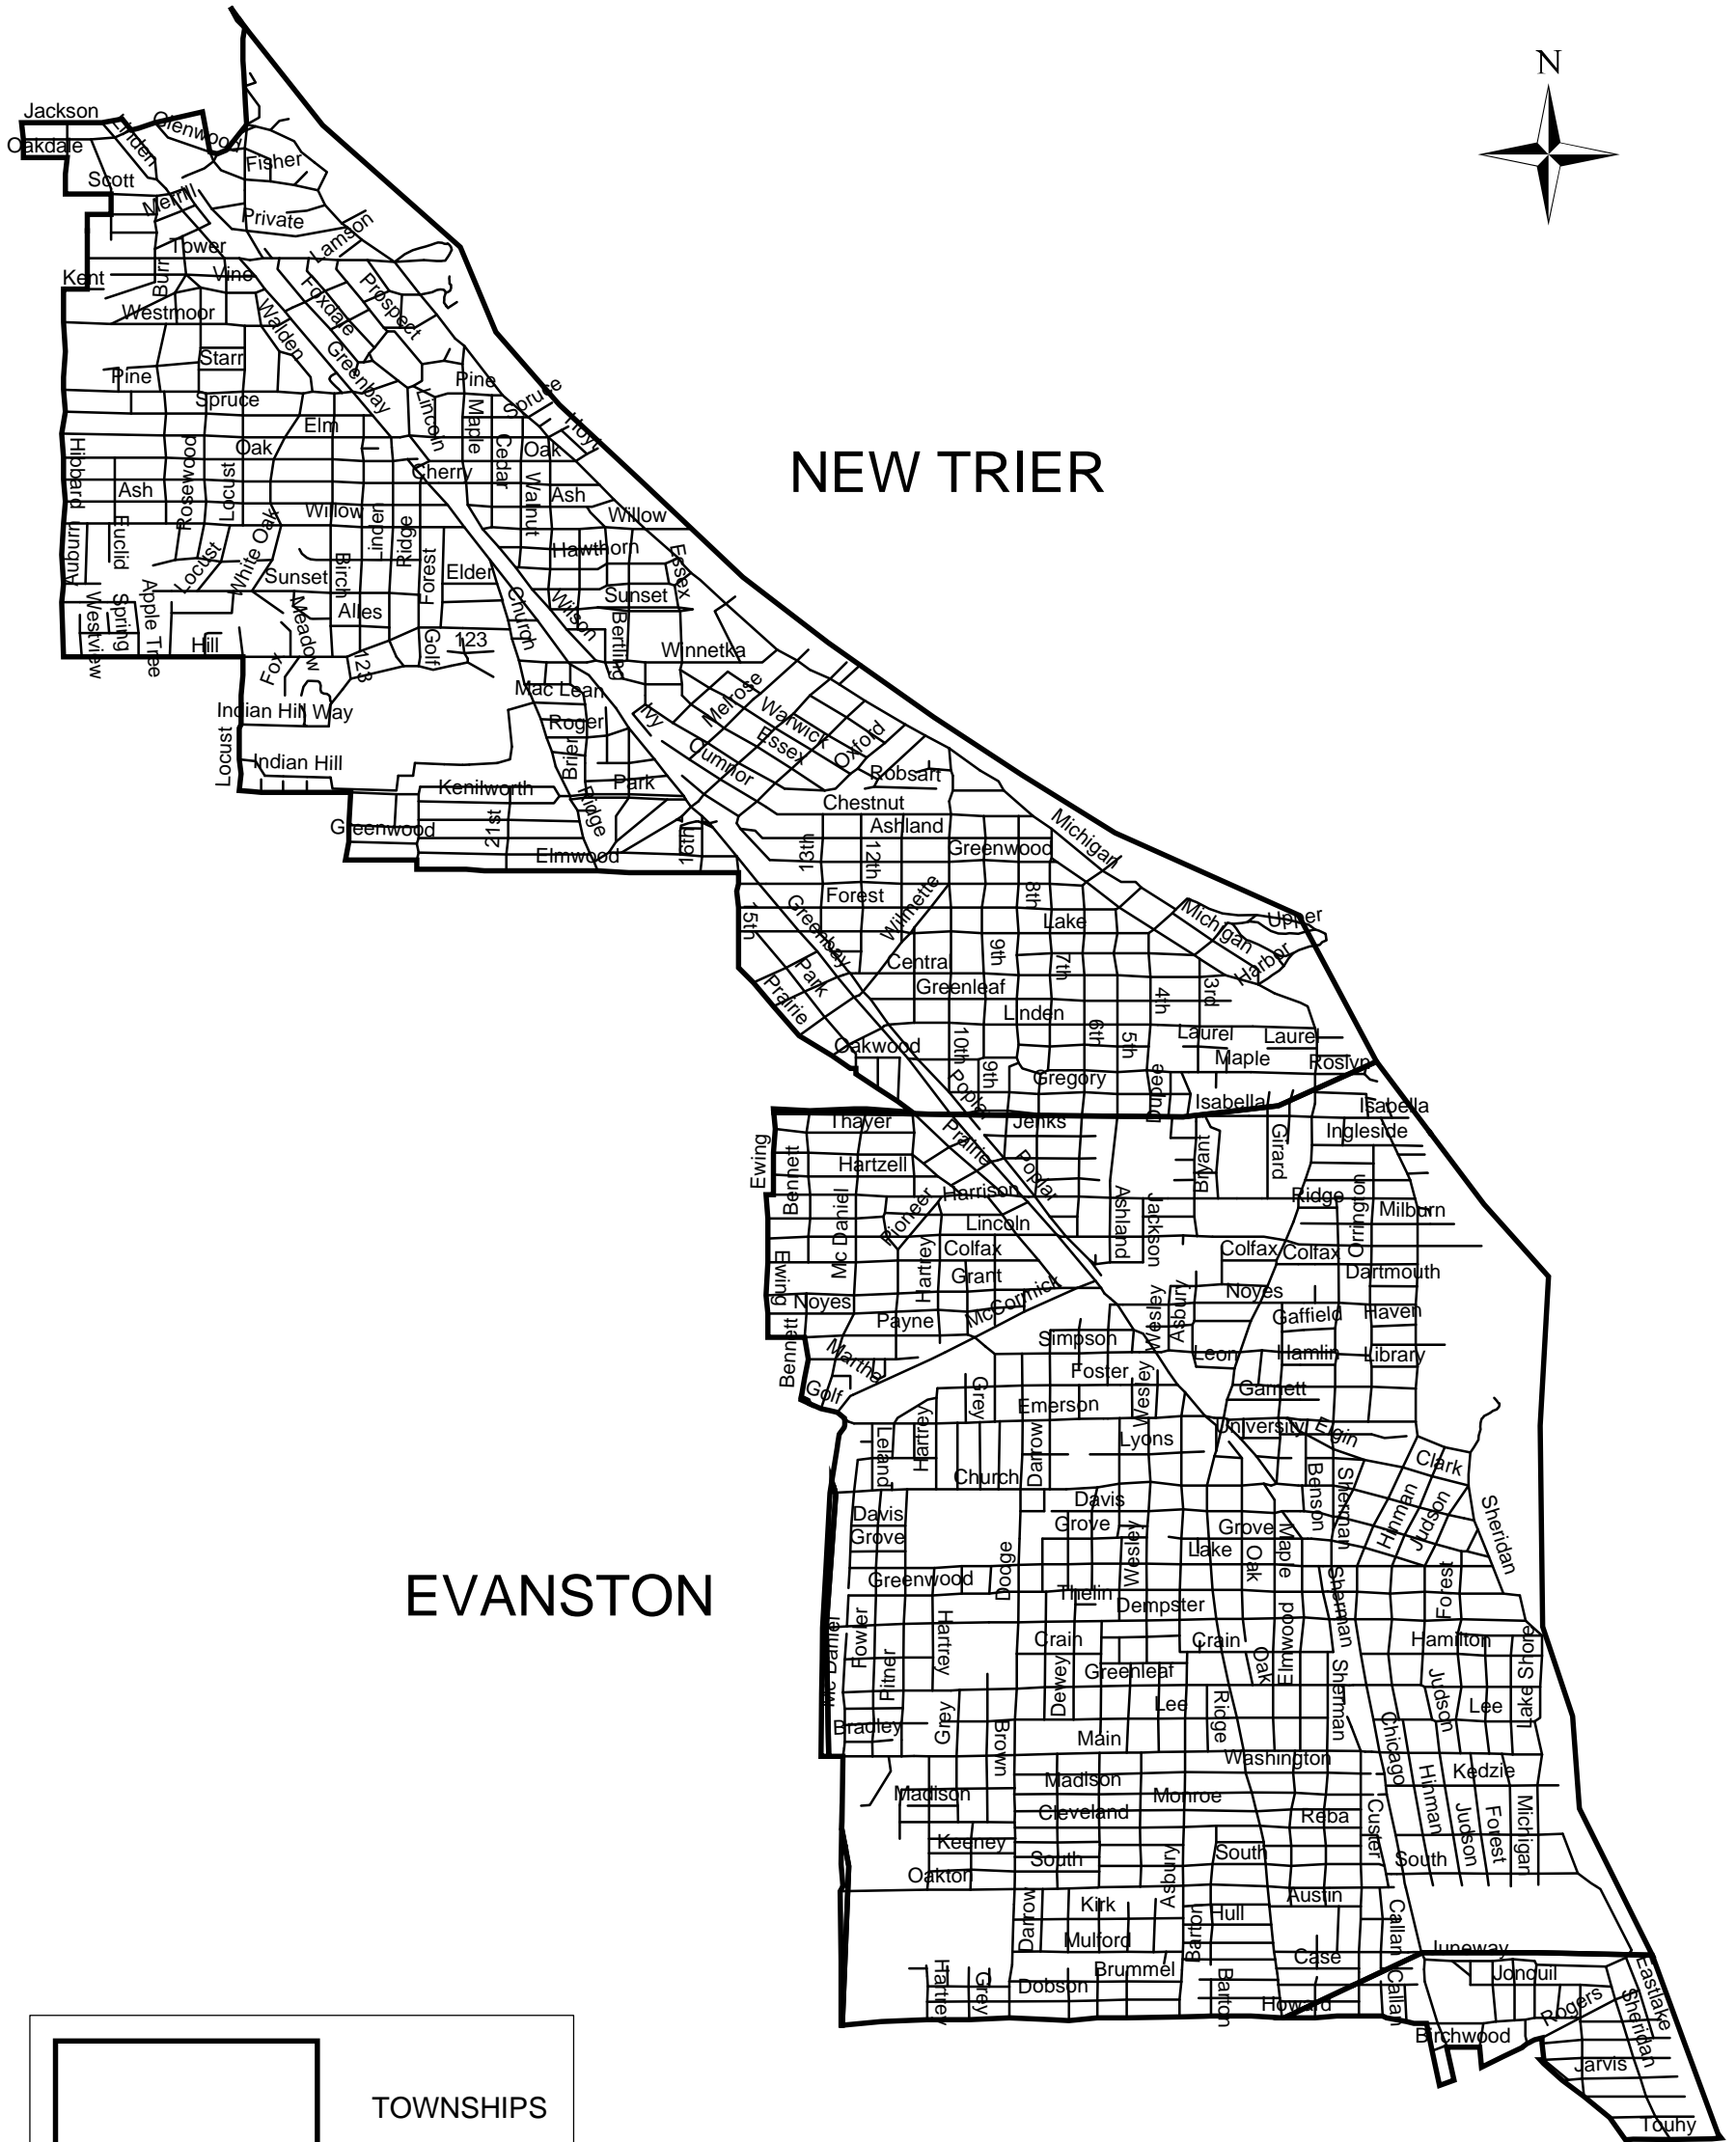 N
Jackson
Linden
Glenwood
Oakdale
Fisher
Scott
Merrill
Private
Lamson
Tower
Kent
Burr
Vine
Foxdale
Prospect
Westmoor
Walden
Greenbay
Starr
Pine
Pine
Spruce
Spruce
Lincoln
Maple
Hoyt
Elm
Oak
Cedar
Oak
Hibbard
Rosewood
Locust
Cherry
Walnut
NEW TRIER
Ash
Ash
Willow
Linden
Willow
Euclid
White Oak
Ridge
Hawthorn
Essex
Locust
Sunset
Birch
Forest
Elder
Apple Tree
Westview
Spring
Meadow
Alles
Church
Wilson
Sunset
Bertling
Hill
Golf
123
Winnetka
Fox
123
Mac Lean
Melrose
Indian Hill Way
Roger
Ivy
Warwick
Essex
Oxford
Locust
Indian Hill
Brier
Cumnor
Robsart
Kenilworth
Park
Chestnut
Greenwood
21st
Ridge
Ashland
Michigan
Elmwood
16th
13th
12th
Greenwood
Forest
8th
15th
Greenbay
Wilmette
Lake
Michigan
Upper
Central
9th
7th
Harbor
Park
Prairie
Greenleaf
4th
3rd
Linden
Oakwood
10th
6th
5th
Laurel
Laurel
Maple
Roslyn
9th
Gregory
Poplar
Dupee
Isabella
Isabella
Thayer
Jenks
Ingleside
Ewing
Bennett
Hartzell
Prairie
Poplar
Bryant
Girard
Harrison
Ridge
Mc Daniel
Pioneer
Lincoln
Ashland
Jackson
Orrington
Milburn
Colfax
Colfax
Colfax
Ewing
Hartrey
Grant
Dartmouth
Noyes
McCormick
Noyes
Payne
Wesley
Asbury
Gaffield
Haven
Bennett
Simpson
Martha
Leon
Hamlin
Library
Foster
Golf
Grey
Wesley
Garnett
Emerson
Hartrey
University
Elgin
Leland
Darrow
Lyons
Clark
Church
Benson
Sherman
Hinman
Judson
Sheridan
Davis
Davis
Grove
Grove
Grove
Dodge
Wesley
Lake
Oak
Maple
EVANSTON
Greenwood
Thelin
Dempster
Sherman
Forest
Mc Daniel
Fowler
Hartrey
Crain
Crain
Elmwood
Hamilton
Lake Shore
Pitner
Dewey
Greenleaf
Oak
Sherman
Judson
Bradley
Grey
Lee
Ridge
Lee
Lake Shore
Brown
Main
Chicago
Washington
Madison
Madison
Monroe
Kedzie
Hinman
Cleveland
Reba
Custer
Judson
Forest
Michigan
Keeney
South
South
South
Oakton
Asbury
Austin
Darrow
Kirk
Hull
Callan
Mulford
Barton
Juneway
Case
Hartrey
Grey
Dobson
Brummel
Barton
Howard
Callan
Jonquil
Eastlake
Rogers
Sheridan
Birchwood
Jarvis
TOWNSHIPS
Touhy